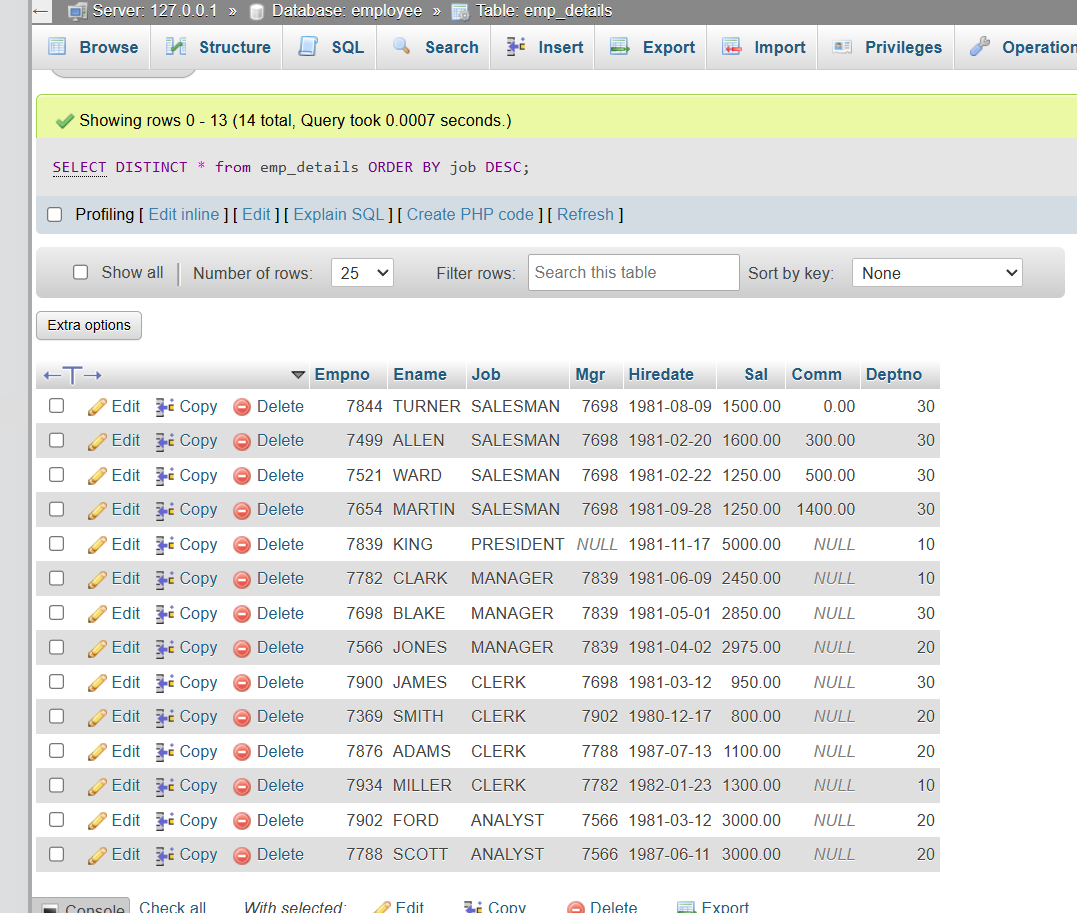 ← Server: 127.0.0.1 » Database: employee » Table: emp_details
Browse Structure SQL Search Insert Export Import Privileges Operation
Showing rows 0 - 13 (14 total, Query took 0.0007 seconds.)
SELECT DISTINCT * from emp_details ORDER BY job DESC;
Profiling [ Edit inline ] [ Edit ] [ Explain SQL ] [ Create PHP code ] [ Refresh ]
Show all | Number of rows: 25 Filter rows: Search this table Sort by key: None
Extra options
←T→ Empno Ename Job Mgr Hiredate Sal Comm Deptno
Edit Copy Delete 7844 TURNER SALESMAN 7698 1981-08-09 1500.00 0.00 30
Edit Copy Delete 7499 ALLEN SALESMAN 7698 1981-02-20 1600.00 300.00 30
Edit Copy Delete 7521 WARD SALESMAN 7698 1981-02-22 1250.00 500.00 30
Edit Copy Delete 7654 MARTIN SALESMAN 7698 1981-09-28 1250.00 1400.00 30
Edit Copy Delete 7839 KING PRESIDENT NULL 1981-11-17 5000.00 NULL 10
Edit Copy Delete 7782 CLARK MANAGER 7839 1981-06-09 2450.00 NULL 10
Edit Copy Delete 7698 BLAKE MANAGER 7839 1981-05-01 2850.00 NULL 30
Edit Copy Delete 7566 JONES MANAGER 7839 1981-04-02 2975.00 NULL 20
Edit Copy Delete 7900 JAMES CLERK 7698 1981-03-12 950.00 NULL 30
Edit Copy Delete 7369 SMITH CLERK 7902 1980-12-17 800.00 NULL 20
Edit Copy Delete 7876 ADAMS CLERK 7788 1987-07-13 1100.00 NULL 20
Edit Copy Delete 7934 MILLER CLERK 7782 1982-01-23 1300.00 NULL 10
Edit Copy Delete 7902 FORD ANALYST 7566 1981-03-12 3000.00 NULL 20
Edit Copy Delete 7788 SCOTT ANALYST 7566 1987-06-11 3000.00 NULL 20
Console Check all With selected: Edit Copy Delete Export